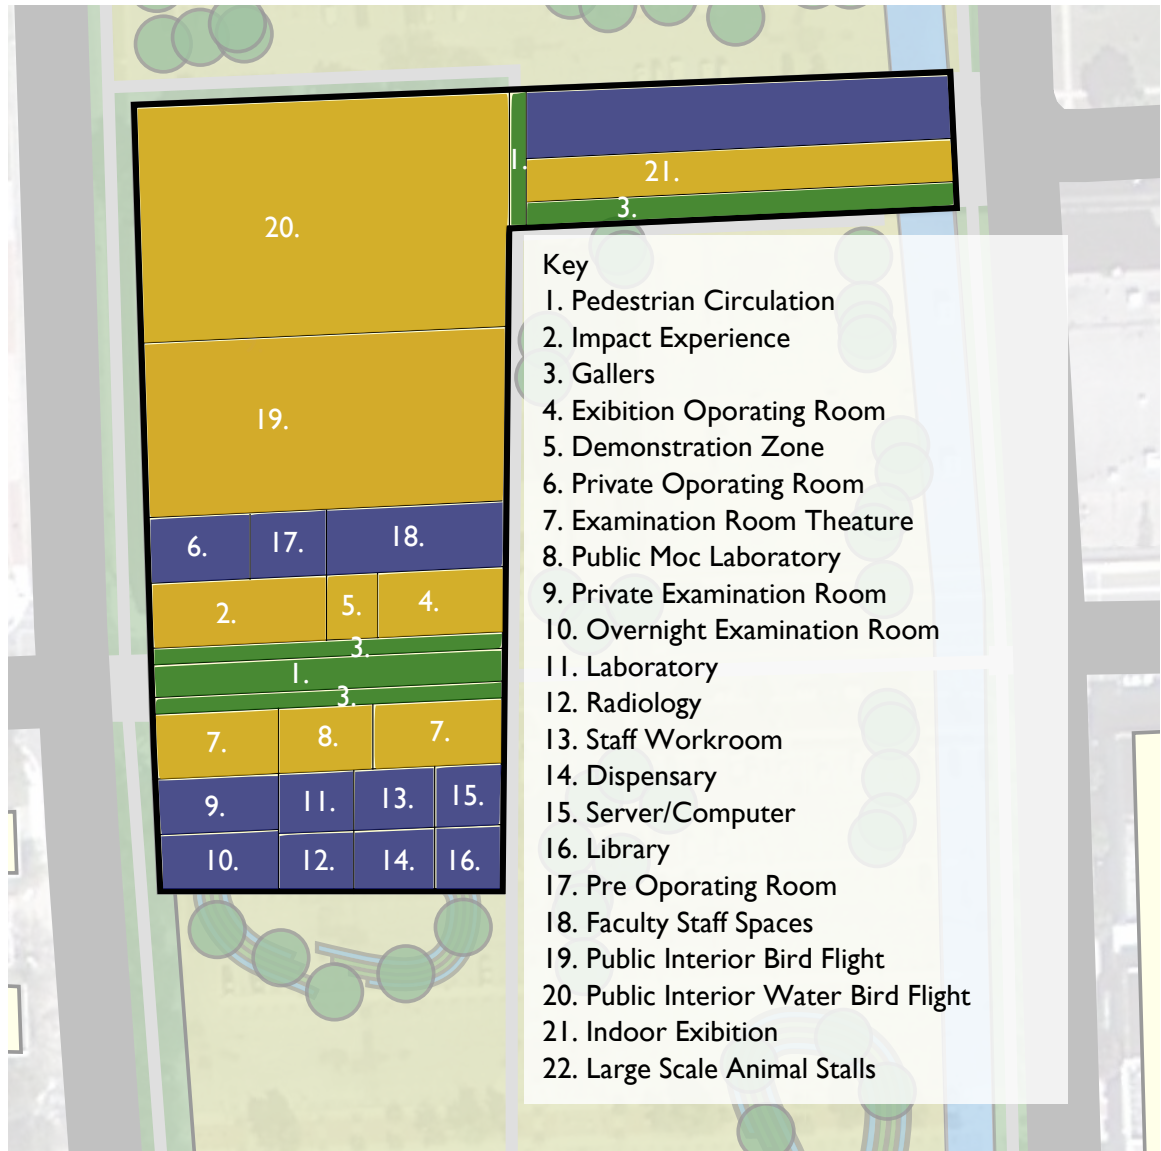 1.
21.
3.
20.
19.
6.
17.
18.
2.
5.
4.
3.
1.
3.
7.
8.
7.
9.
11.
13.
15.
10.
12.
14.
16.
Key
1. Pedestrian Circulation
2. Impact Experience
3. Gallers
4. Exibition Oporating Room
5. Demonstration Zone
6. Private Oporating Room
7. Examination Room Theature
8. Public Moc Laboratory
9. Private Examination Room
10. Overnight Examination Room
11. Laboratory
12. Radiology
13. Staff Workroom
14. Dispensary
15. Server/Computer
16. Library
17. Pre Oporating Room
18. Faculty Staff Spaces
19. Public Interior Bird Flight
20. Public Interior Water Bird Flight
21. Indoor Exibition
22. Large Scale Animal Stalls